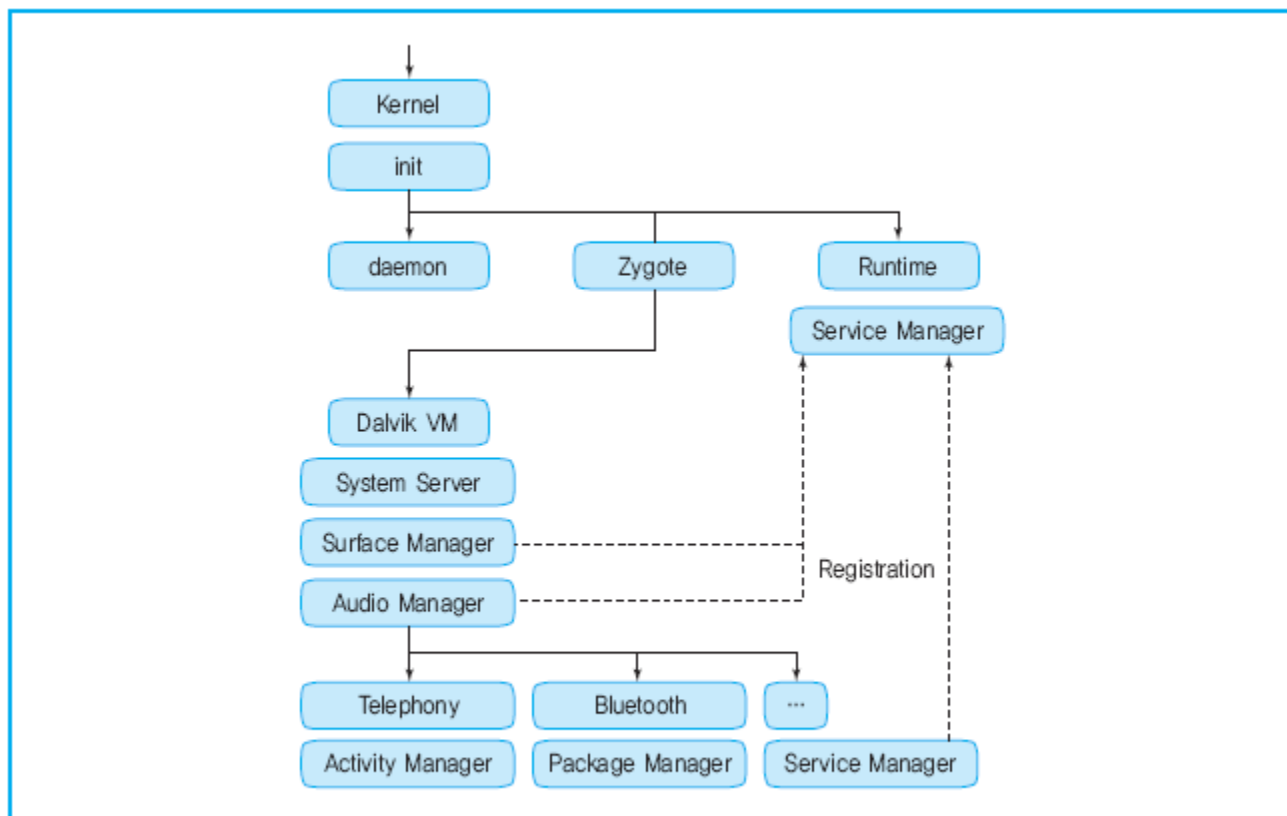 Kernel
init
daemon
Zygote
Runtime
Service Manager
Dalvik VM
System Server
Surface Manager
Registration
Audio Manager
Telephony
Bluetooth
...
Activity Manager
Package Manager
Service Manager